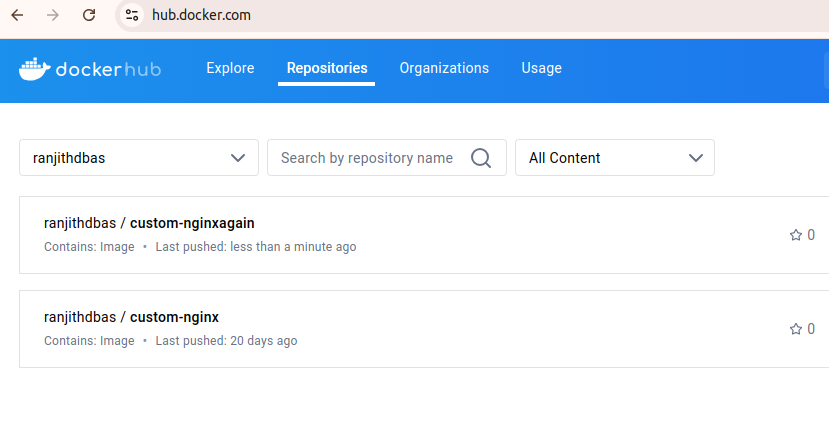 hub.docker.com
dockerhub Explore Repositories Organizations Usage
ranjithdbas Search by repository name All Content
ranjithdbas / custom-nginxagain
Contains: Image • Last pushed: less than a minute ago
0
ranjithdbas / custom-nginx
Contains: Image • Last pushed: 20 days ago
0